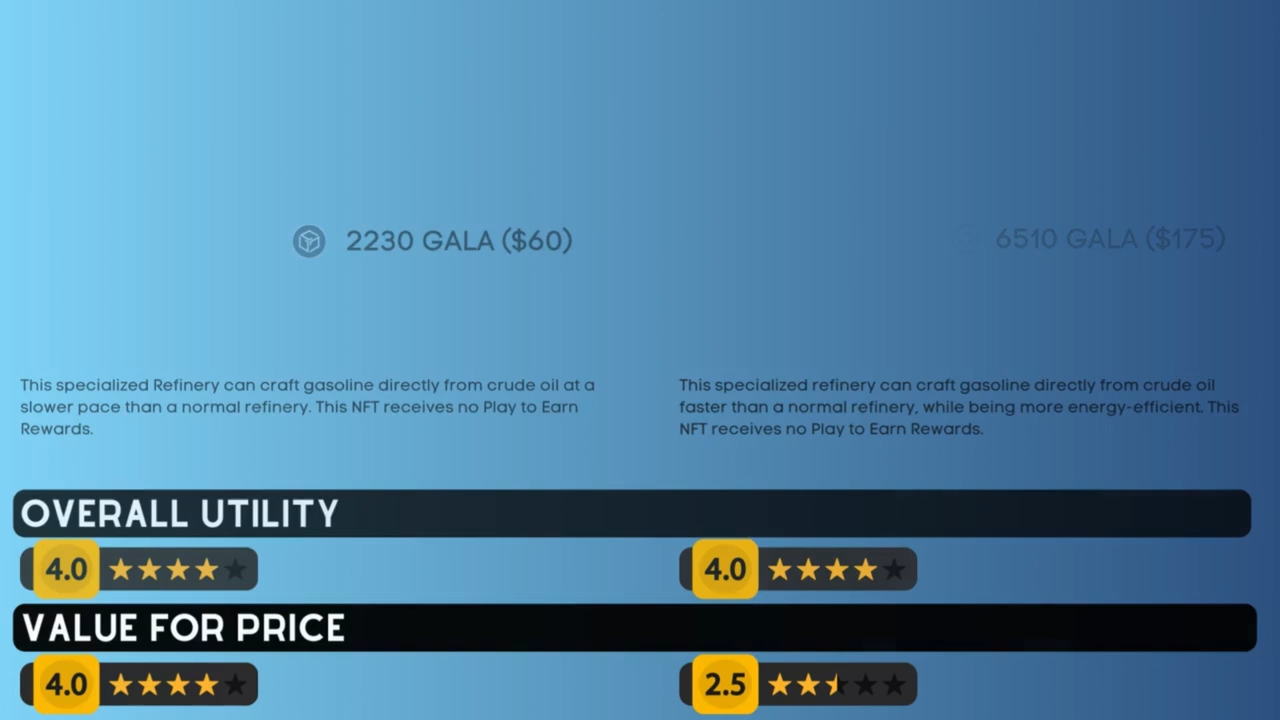 2230 GALA ($60)
6510 GALA ($175)
This specialized Refinery can craft gasoline directly from crude oil at a
slower pace than a normal refinery. This NFT receives no Play to Earn
Rewards.
This specialized refinery can craft gasoline directly from crude oil
faster than a normal refinery, while being more energy-efficient. This
NFT receives no Play to Earn Rewards.
OVERALL UTILITY
4.0
4.0
VALUE FOR PRICE
4.0
2.5